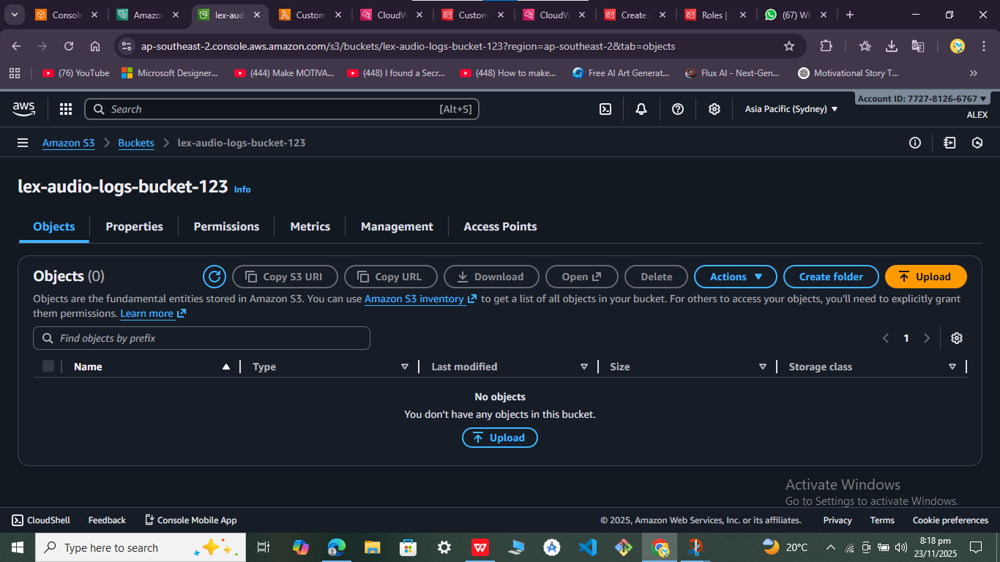 Consol
Amazon
lex-aud
Custom
CloudW
Custom
CloudW
Create
Roles |
(67) Wh
ap-southeast-2.console.aws.amazon.com/s3/buckets/lex-audio-logs-bucket-123?region=ap-southeast-2&tab=objects
(76) YouTube
Microsoft Designer...
(444) Make MOTIVA...
(448) I found a Secr...
(448) How to make...
Free AI Art Generat...
Flux AI - Next-Gen...
Motivational Story T...
aws
Search
[Alt+S]
Asia Pacific (Sydney)
Account ID: 7727-8126-6767
ALEX
Amazon S3
Buckets
lex-audio-logs-bucket-123
lex-audio-logs-bucket-123 Info
Objects
Properties
Permissions
Metrics
Management
Access Points
Objects (0)
Copy S3 URI
Copy URL
Download
Open
Delete
Actions
Create folder
Upload
Objects are the fundamental entities stored in Amazon S3. You can use Amazon S3 inventory to get a list of all objects in your bucket. For others to access your objects, you'll need to explicitly grant
them permissions. Learn more
Find objects by prefix
1
Name
Type
Last modified
Size
Storage class
No objects
You don't have any objects in this bucket.
Upload
Activate Windows
Go to Settings to activate Windows.
CloudShell
Feedback
Console Mobile App
© 2025, Amazon Web Services, Inc. or its affiliates.
Privacy
Terms
Cookie preferences
Type here to search
20°C
8:18 pm
23/11/2025